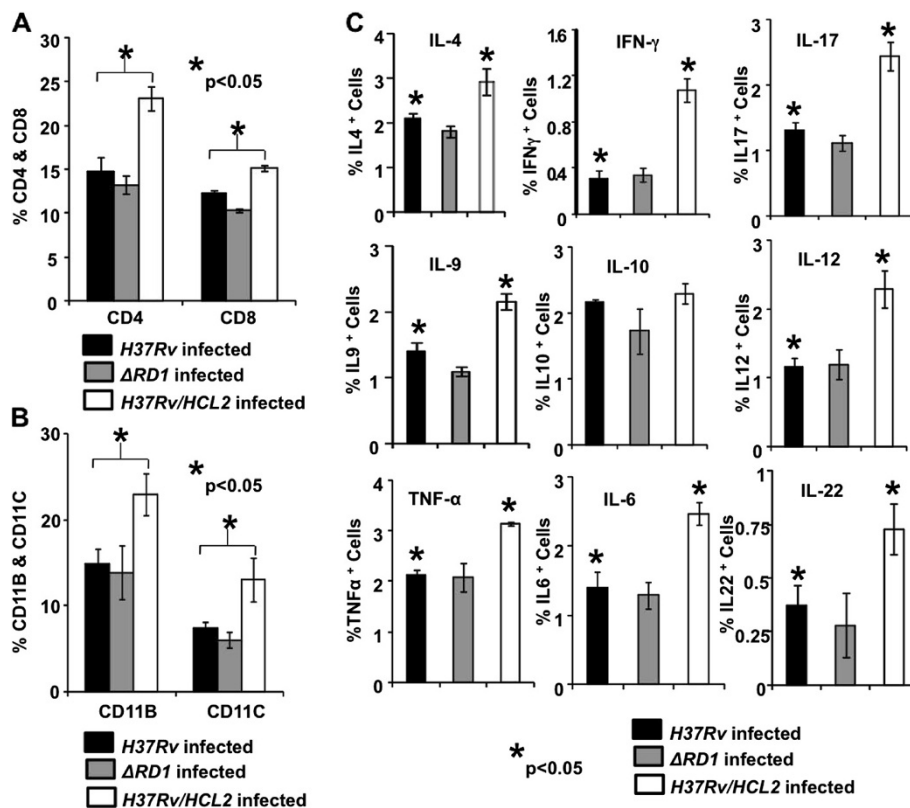 A
30
25
20
15
10
5
0
% CD4 & CD8
*
*
* p<0.05
CD4 CD8
H37Rv infected
ΔRD1 infected
H37Rv/HCL2 infected
B
30
20
10
0
% CD11B & CD11C
*
*
* p<0.05
CD11B CD11C
H37Rv infected
ΔRD1 infected
H37Rv/HCL2 infected
C
IL-4
4
3
2
1
0
% IL4 + Cells
* *
IFN-γ
1.6
1.2
0.8
0.4
0
% IFNγ + Cells
* *
IL-17
3
2
1
0
% IL17 + Cells
* *
IL-9
3
2
1
0
% IL9 + Cells
* *
IL-10
3
2
1
0
% IL10 + Cells
IL-12
3
2
1
0
% IL12 + Cells
* *
TNF-α
4
3
2
1
0
%TNFα + Cells
* *
IL-6
3
2
1
0
% IL6 + Cells
* *
IL-22
1
0.75
0.5
0.25
0
% IL22 + Cells
* *
* p<0.05
H37Rv infected
ΔRD1 infected
H37Rv/HCL2 infected